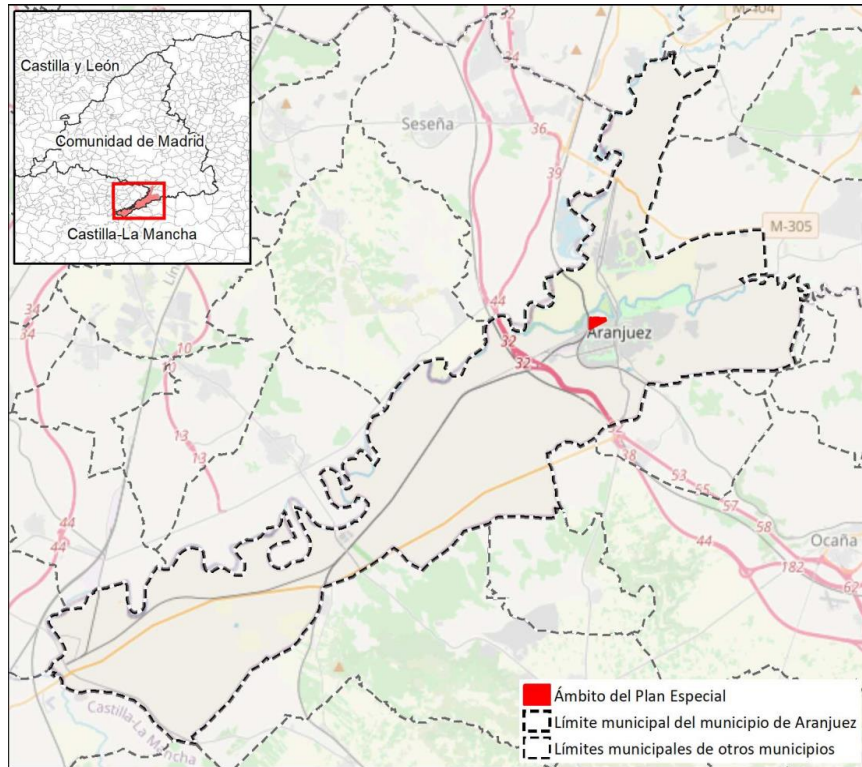 Castilla y León
Comunidad de Madrid
Castilla-La Mancha
32
34
M-404
Seseña
36
39
M-305
44
34
34
10
10
32
32
Aranjuez
13
13
38
53
55
57
58
44
Ocaña
182
62
44
44
Castilla-La Mancha
Ámbito del Plan Especial
Límite municipal del municipio de Aranjuez
Límites municipales de otros municipios